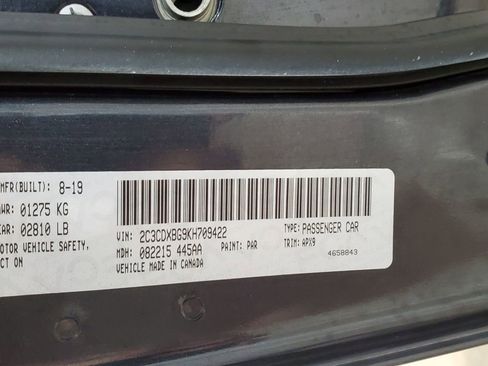 MFR(BUILT): 8-19
WR: 01275 KG
AR: 02810 LB
OTOR VEHICLE SAFETY,
CT ON
VIN: 2C3CDXBG9KH709422
TYPE: PASSENGER CAR
MDH: 082215 445AA
PAINT: PAR
TRIM: APX9
VEHICLE MADE IN CANADA
4658843